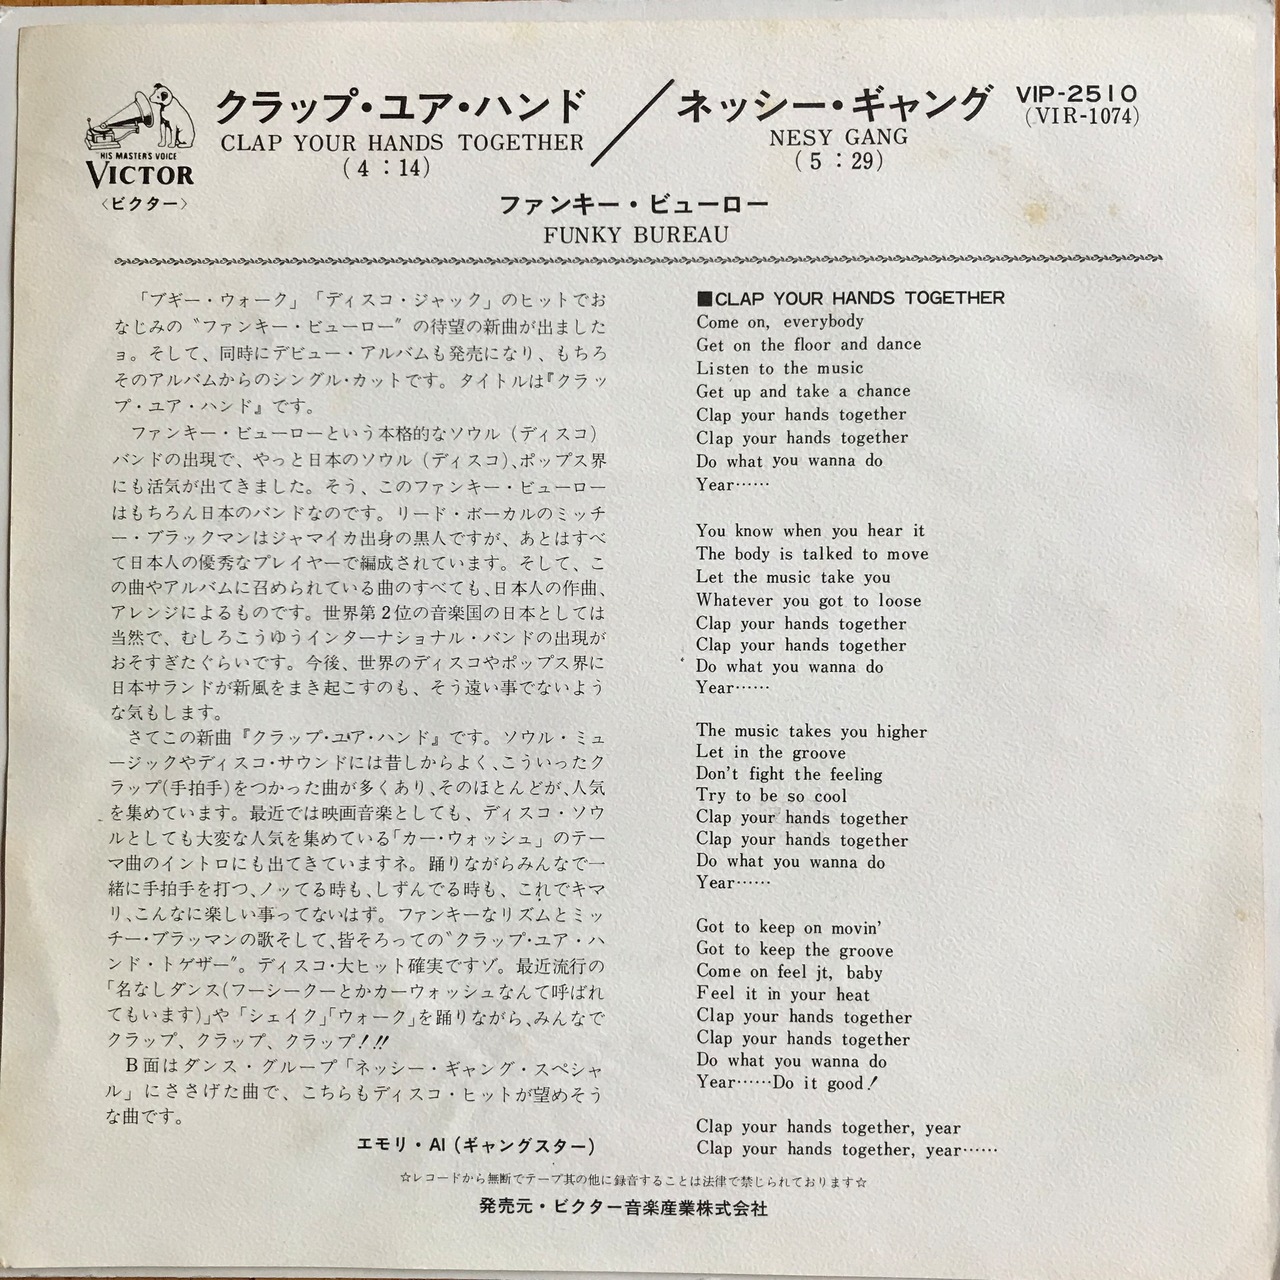 クラップ・ユア・ハンド／ネッシー・ギャング VIP-2510
CLAP YOUR HANDS TOGETHER NESY GANG (VIR-1074)
(4：14) (5：29)
HIS MASTERS VOICE
VICTOR
〈ビクター〉
ファンキー・ビューロー
FUNKY BUREAU
「ブギー・ウォーク」「ディスコ・ジャック」のヒットでお
なじみの〝ファンキー・ビューロー〟の待望の新曲が出ました
ョ。そして、同時にデビュー・アルバムも発売になり、もちろ
そのアルバムからのシングル・カットです。タイトルは『クラッ
プ・ユア・ハンド』です。
ファンキー・ビューローという本格的なソウル（ディスコ）
バンドの出現で、やっと日本のソウル（ディスコ）、ポップス界
にも活気が出てきました。そう、このファンキー・ビューロー
はもちろん日本のバンドなのです。リード・ボーカルのミッチ
ー・ブラックマンはジャマイカ出身の黒人ですが、あとはすべ
て日本人の優秀なプレイヤーで編成されています。そして、こ
の曲やアルバムに召められている曲のすべても、日本人の作曲、
アレンジによるものです。世界第2位の音楽国の日本としては
当然で、むしろこうゆうインターナショナル・バンドの出現が
おそすぎたぐらいです。今後、世界のディスコやポップス界に
日本サランドが新風をまき起こすのも、そう遠い事でないよう
な気もします。
さてこの新曲『クラップ・ユア・ハンド』です。ソウル・ミュ
ージックやディスコ・サウンドには昔しからよく、こういったク
ラップ(手拍手)をつかった曲が多くあり、そのほとんどが、人気
を集めています。最近では映画音楽としても、ディスコ・ソウ
ルとしても大変な人気を集めている「カー・ウォッシュ」のテー
マ曲のイントロにも出てきていますネ。踊りながらみんなで一
緒に手拍手を打つ、ノッてる時も、しずんでる時も、これでキマ
リ、こんなに楽しい事ってないはず。ファンキーなリズムとミッ
チー・ブラッマンの歌そして、皆そろっての〝クラップ・ユア・ハ
ンド・トゲザー〟。ディスコ・大ヒット確実ですゾ。最近流行の
「名なしダンス(フーシークーとかカーウォッシュなんて呼ばれ
てもいます)」や「シェイク」「ウォーク」を踊りながら、みんなで
クラップ、クラップ、クラップ！！！
B面はダンス・グループ「ネッシー・ギャング・スペシャ
ル」にささげた曲で、こちらもディスコ・ヒットが望めそう
な曲です。
エモリ・AI（ギャングスター）
■CLAP YOUR HANDS TOGETHER
Come on, everybody
Get on the floor and dance
Listen to the music
Get up and take a chance
Clap your hands together
Clap your hands together
Do what you wanna do
Year……
You know when you hear it
The body is talked to move
Let the music take you
Whatever you got to loose
Clap your hands together
Clap your hands together
Do what you wanna do
Year……
The music takes you higher
Let in the groove
Don't fight the feeling
Try to be so cool
Clap your hands together
Clap your hands together
Do what you wanna do
Year……
Got to keep on movin'
Got to keep the groove
Come on feel jt, baby
Feel it in your heat
Clap your hands together
Clap your hands together
Do what you wanna do
Year……Do it good！
Clap your hands together, year
Clap your hands together, year……
☆レコードから無断でテープ其の他に録音することは法律で禁じられております☆
発売元・ビクター音楽産業株式会社